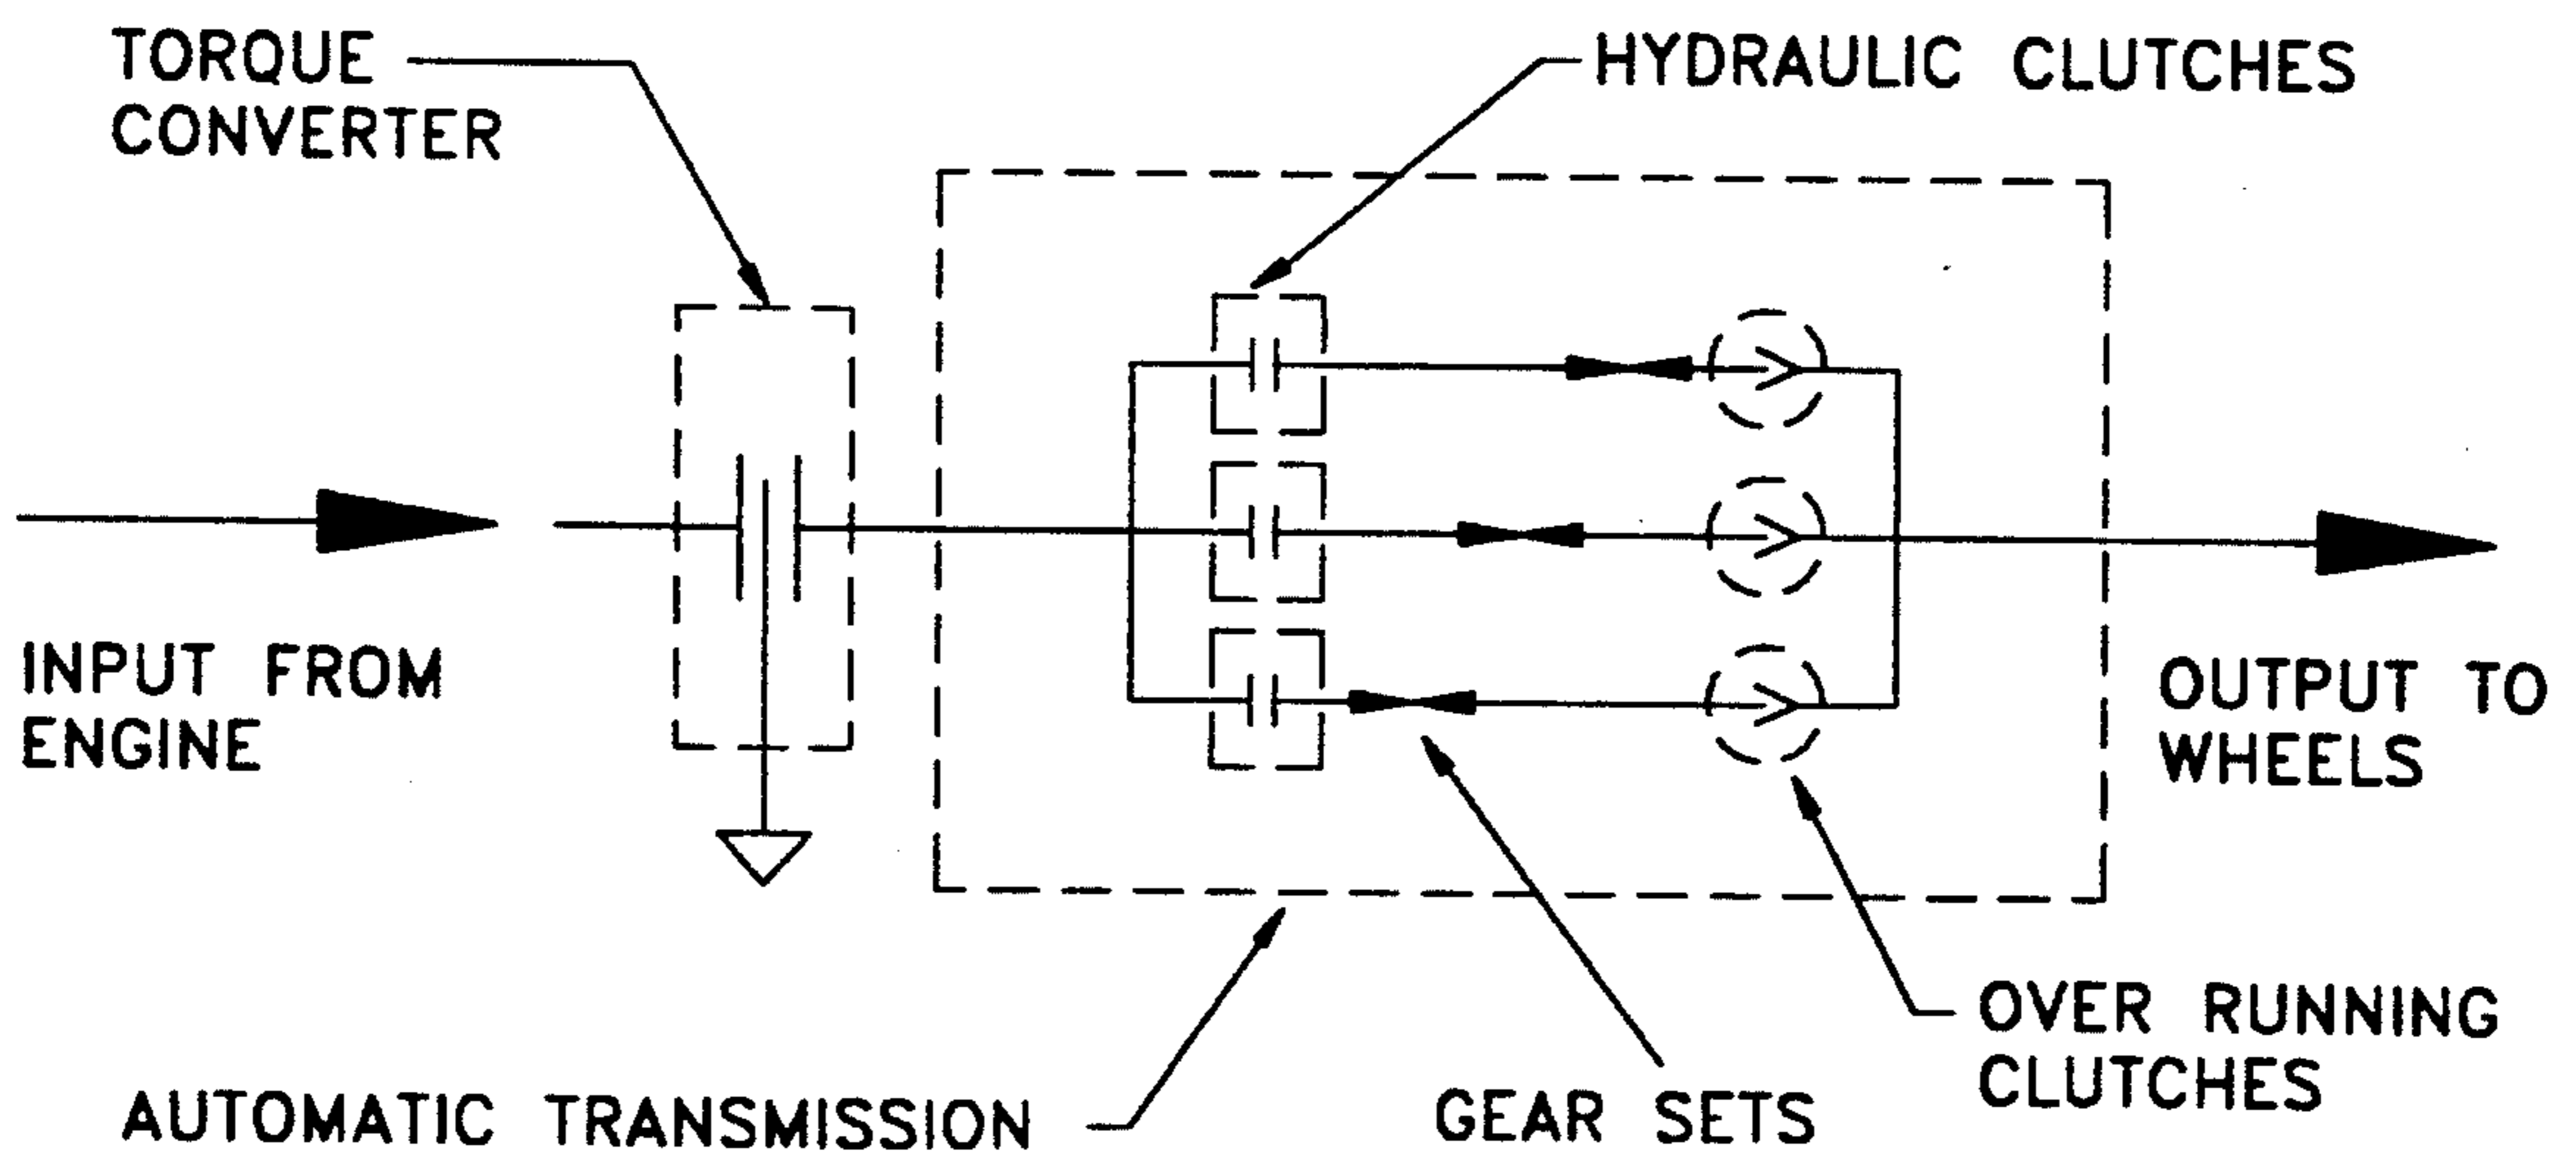 TORQUE
CONVERTER
HYDRAULIC CLUTCHES
INPUT FROM
ENGINE
OUTPUT TO
WHEELS
OVER RUNNING
CLUTCHES
AUTOMATIC TRANSMISSION
GEAR SETS